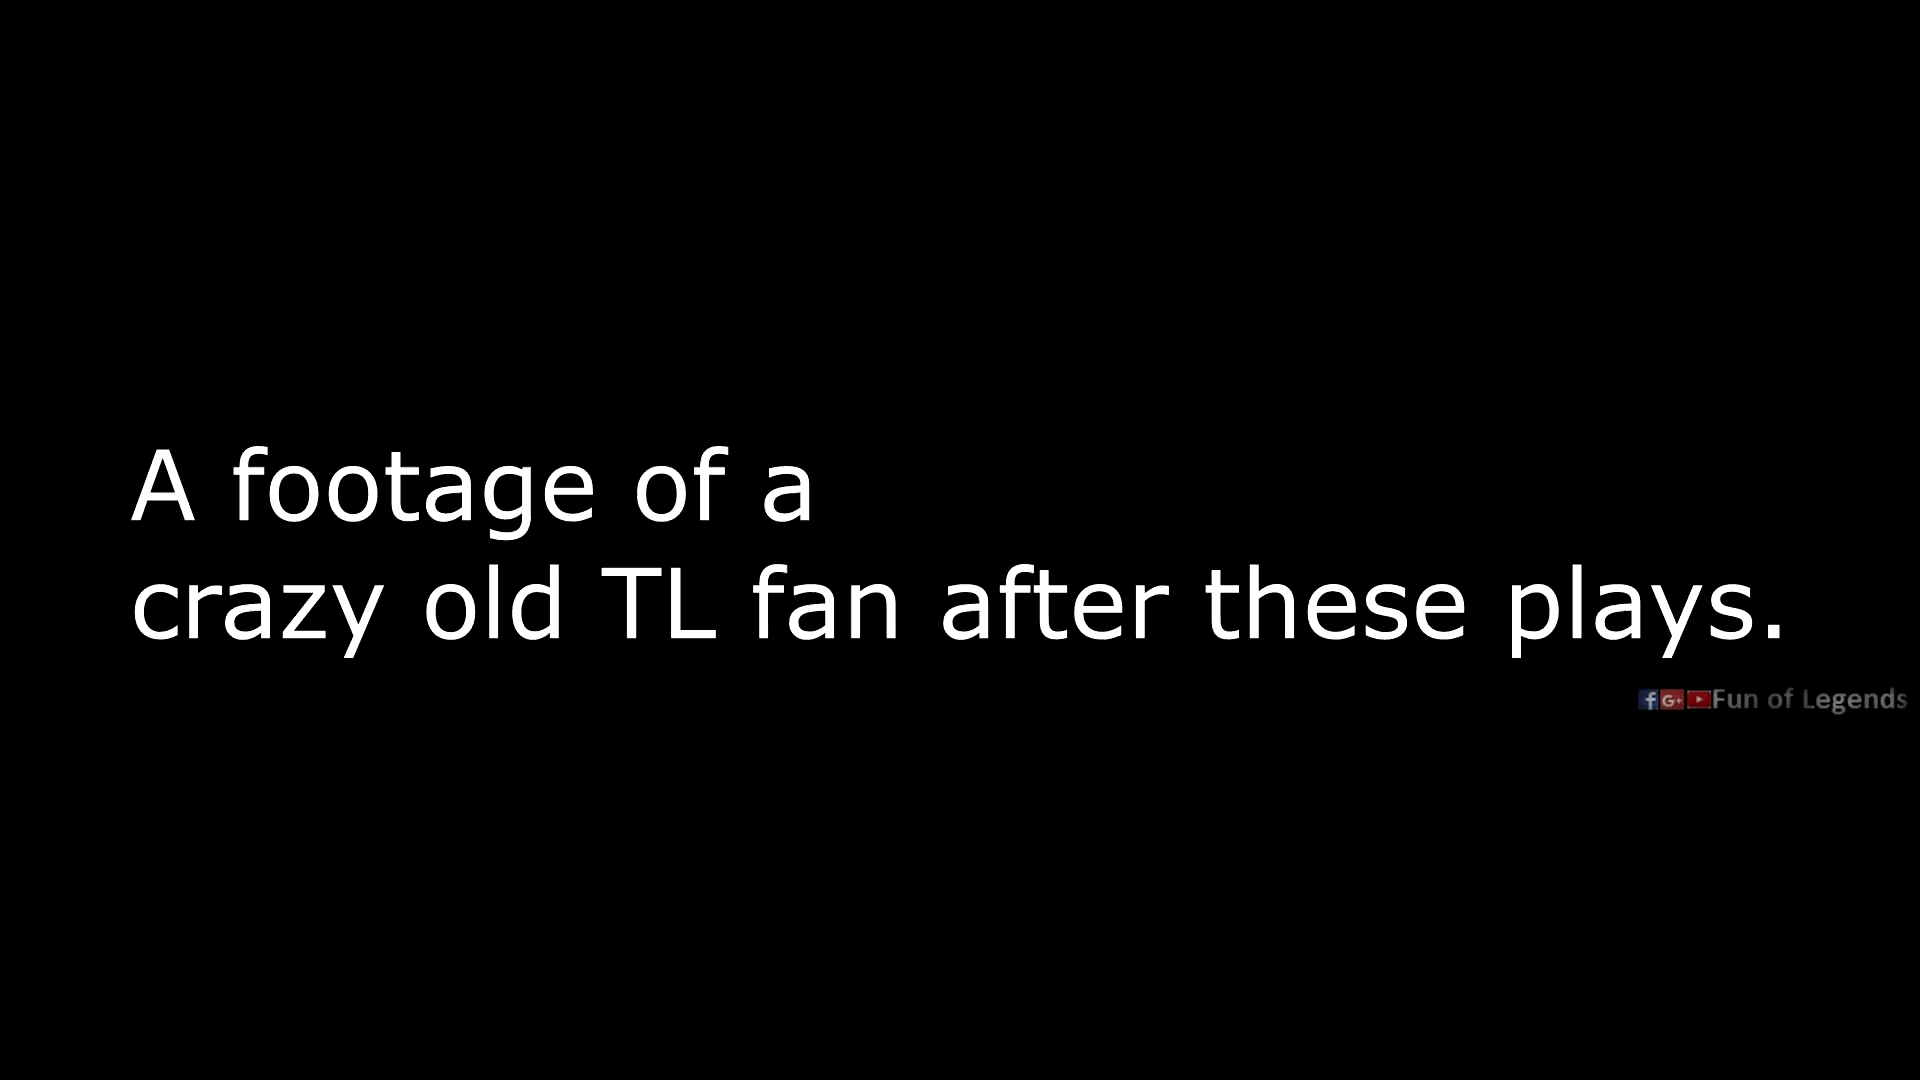 A footage of a
crazy old TL fan after these plays.
Fun of Legends